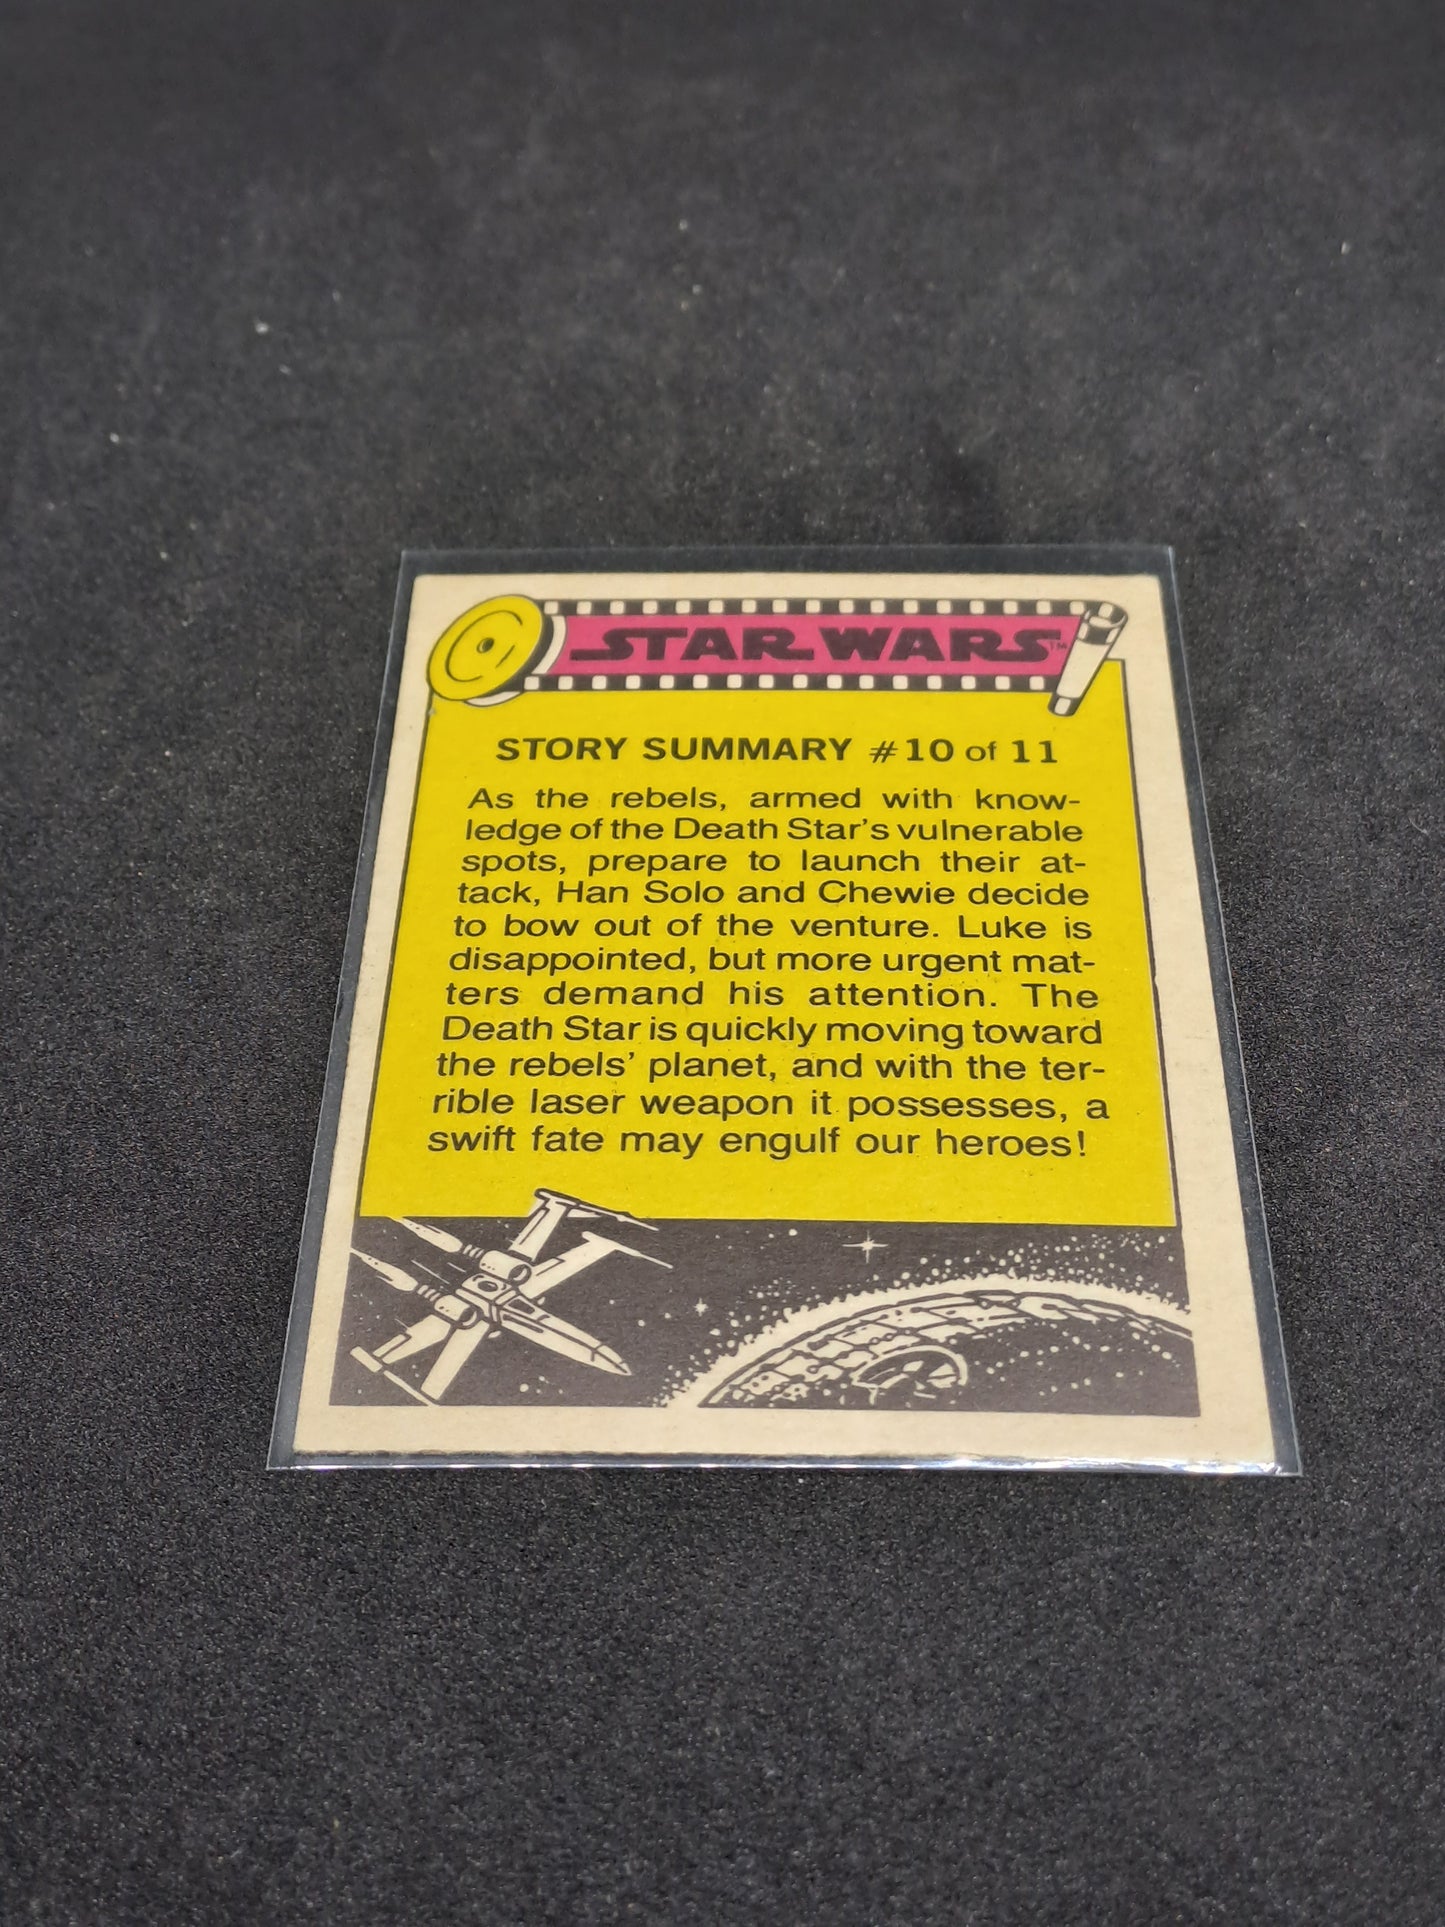 STAR WARS™
STORY SUMMARY #10 of 11
As the rebels, armed with know-
ledge of the Death Star's vulnerable
spots, prepare to launch their at-
tack, Han Solo and Chewie decide
to bow out of the venture. Luke is
disappointed, but more urgent mat-
ters demand his attention. The
Death Star is quickly moving toward
the rebels' planet, and with the ter-
rible laser weapon it possesses, a
swift fate may engulf our heroes!